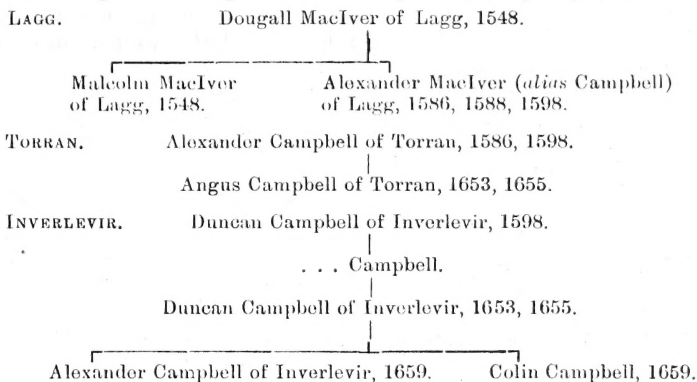 LAGG. Dougall MacIver of Lagg, 1548.
Malcolm MacIver Alexander MacIver (alias Campbell)
of Lagg, 1548. of Lagg, 1586, 1588, 1598.
TORRAN. Alexander Campbell of Torran, 1586, 1598.
Angus Campbell of Torran, 1653, 1655.
INVERLEVIR. Duncan Campbell of Inverlevir, 1598.
. . . Campbell.
Duncan Campbell of Inverlevir, 1653, 1655.
Alexander Campbell of Inverlevir, 1659. Colin Campbell, 1659.